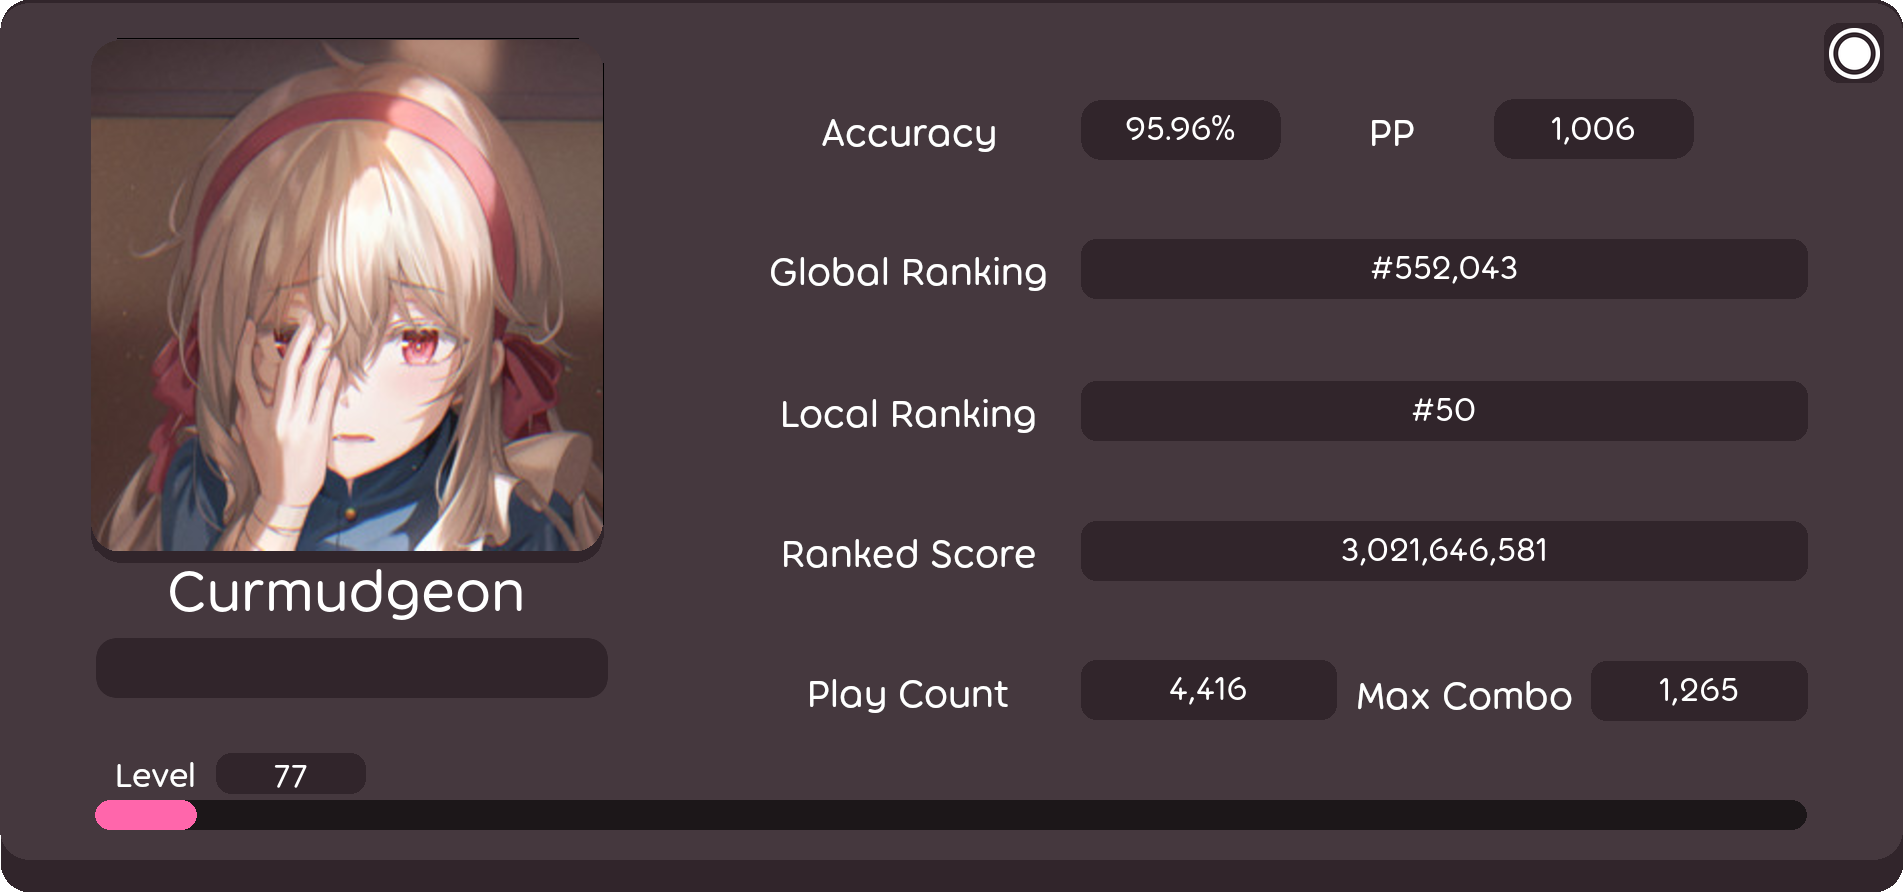 Accuracy 95.96% PP 1,006
Global Ranking #552,043
Local Ranking #50
Ranked Score 3,021,646,581
Curmudgeon
Play Count 4,416 Max Combo 1,265
Level 77